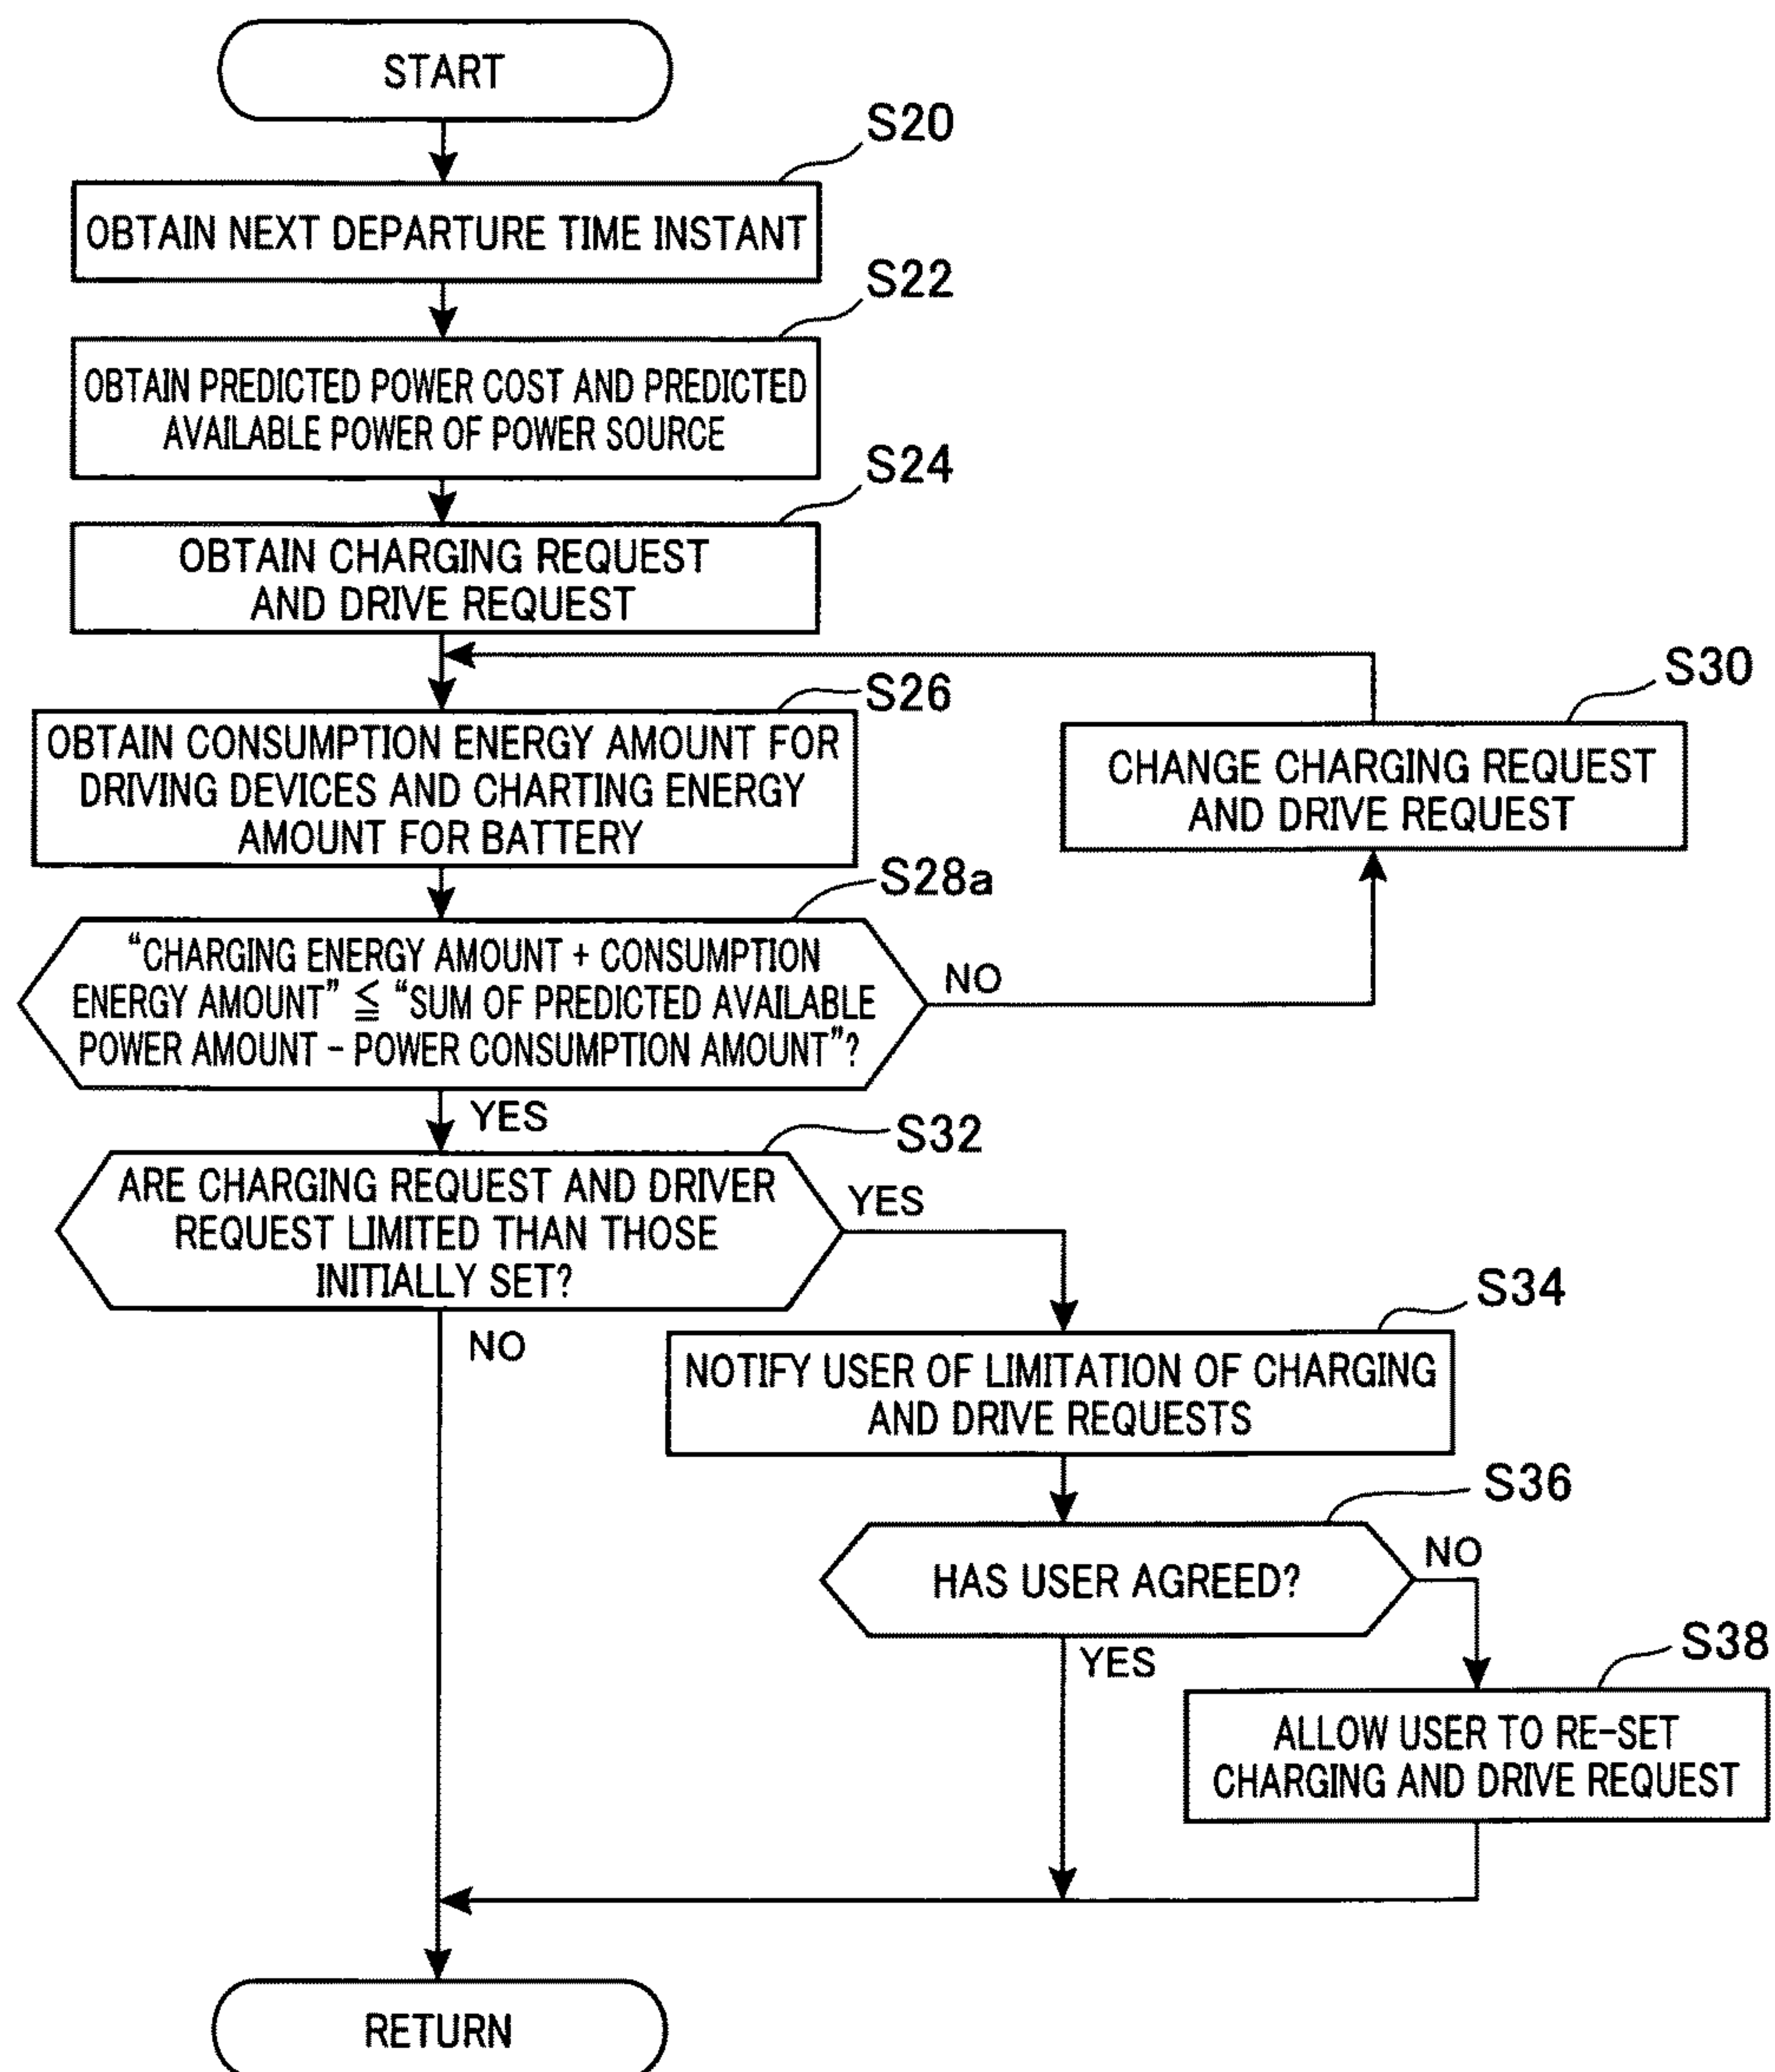 START
S20
OBTAIN NEXT DEPARTURE TIME INSTANT
S22
OBTAIN PREDICTED POWER COST AND PREDICTED
AVAILABLE POWER OF POWER SOURCE
S24
OBTAIN CHARGING REQUEST
AND DRIVE REQUEST
S26
OBTAIN CONSUMPTION ENERGY AMOUNT FOR
DRIVING DEVICES AND CHARTING ENERGY
AMOUNT FOR BATTERY
S30
CHANGE CHARGING REQUEST
AND DRIVE REQUEST
S28a
“CHARGING ENERGY AMOUNT + CONSUMPTION
ENERGY AMOUNT” ≦ “SUM OF PREDICTED AVAILABLE
POWER AMOUNT - POWER CONSUMPTION AMOUNT”?
NO
YES
S32
ARE CHARGING REQUEST AND DRIVER
REQUEST LIMITED THAN THOSE
INITIALLY SET?
YES
NO
S34
NOTIFY USER OF LIMITATION OF CHARGING
AND DRIVE REQUESTS
S36
HAS USER AGREED?
NO
YES
S38
ALLOW USER TO RE-SET
CHARGING AND DRIVE REQUEST
RETURN